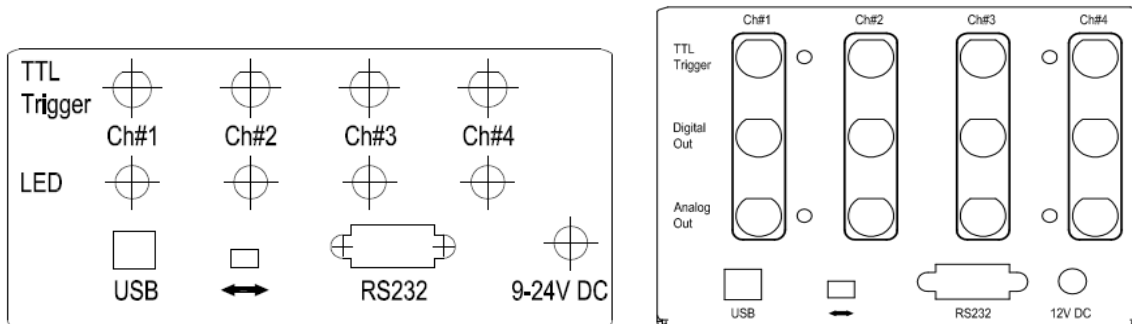 TTL
Trigger
Ch#1 Ch#2 Ch#3 Ch#4
LED
USB RS232 9-24V DC
Ch#1 Ch#2 Ch#3 Ch#4
TTL
Trigger
Digital
Out
Analog
Out
USB RS232 12V DC